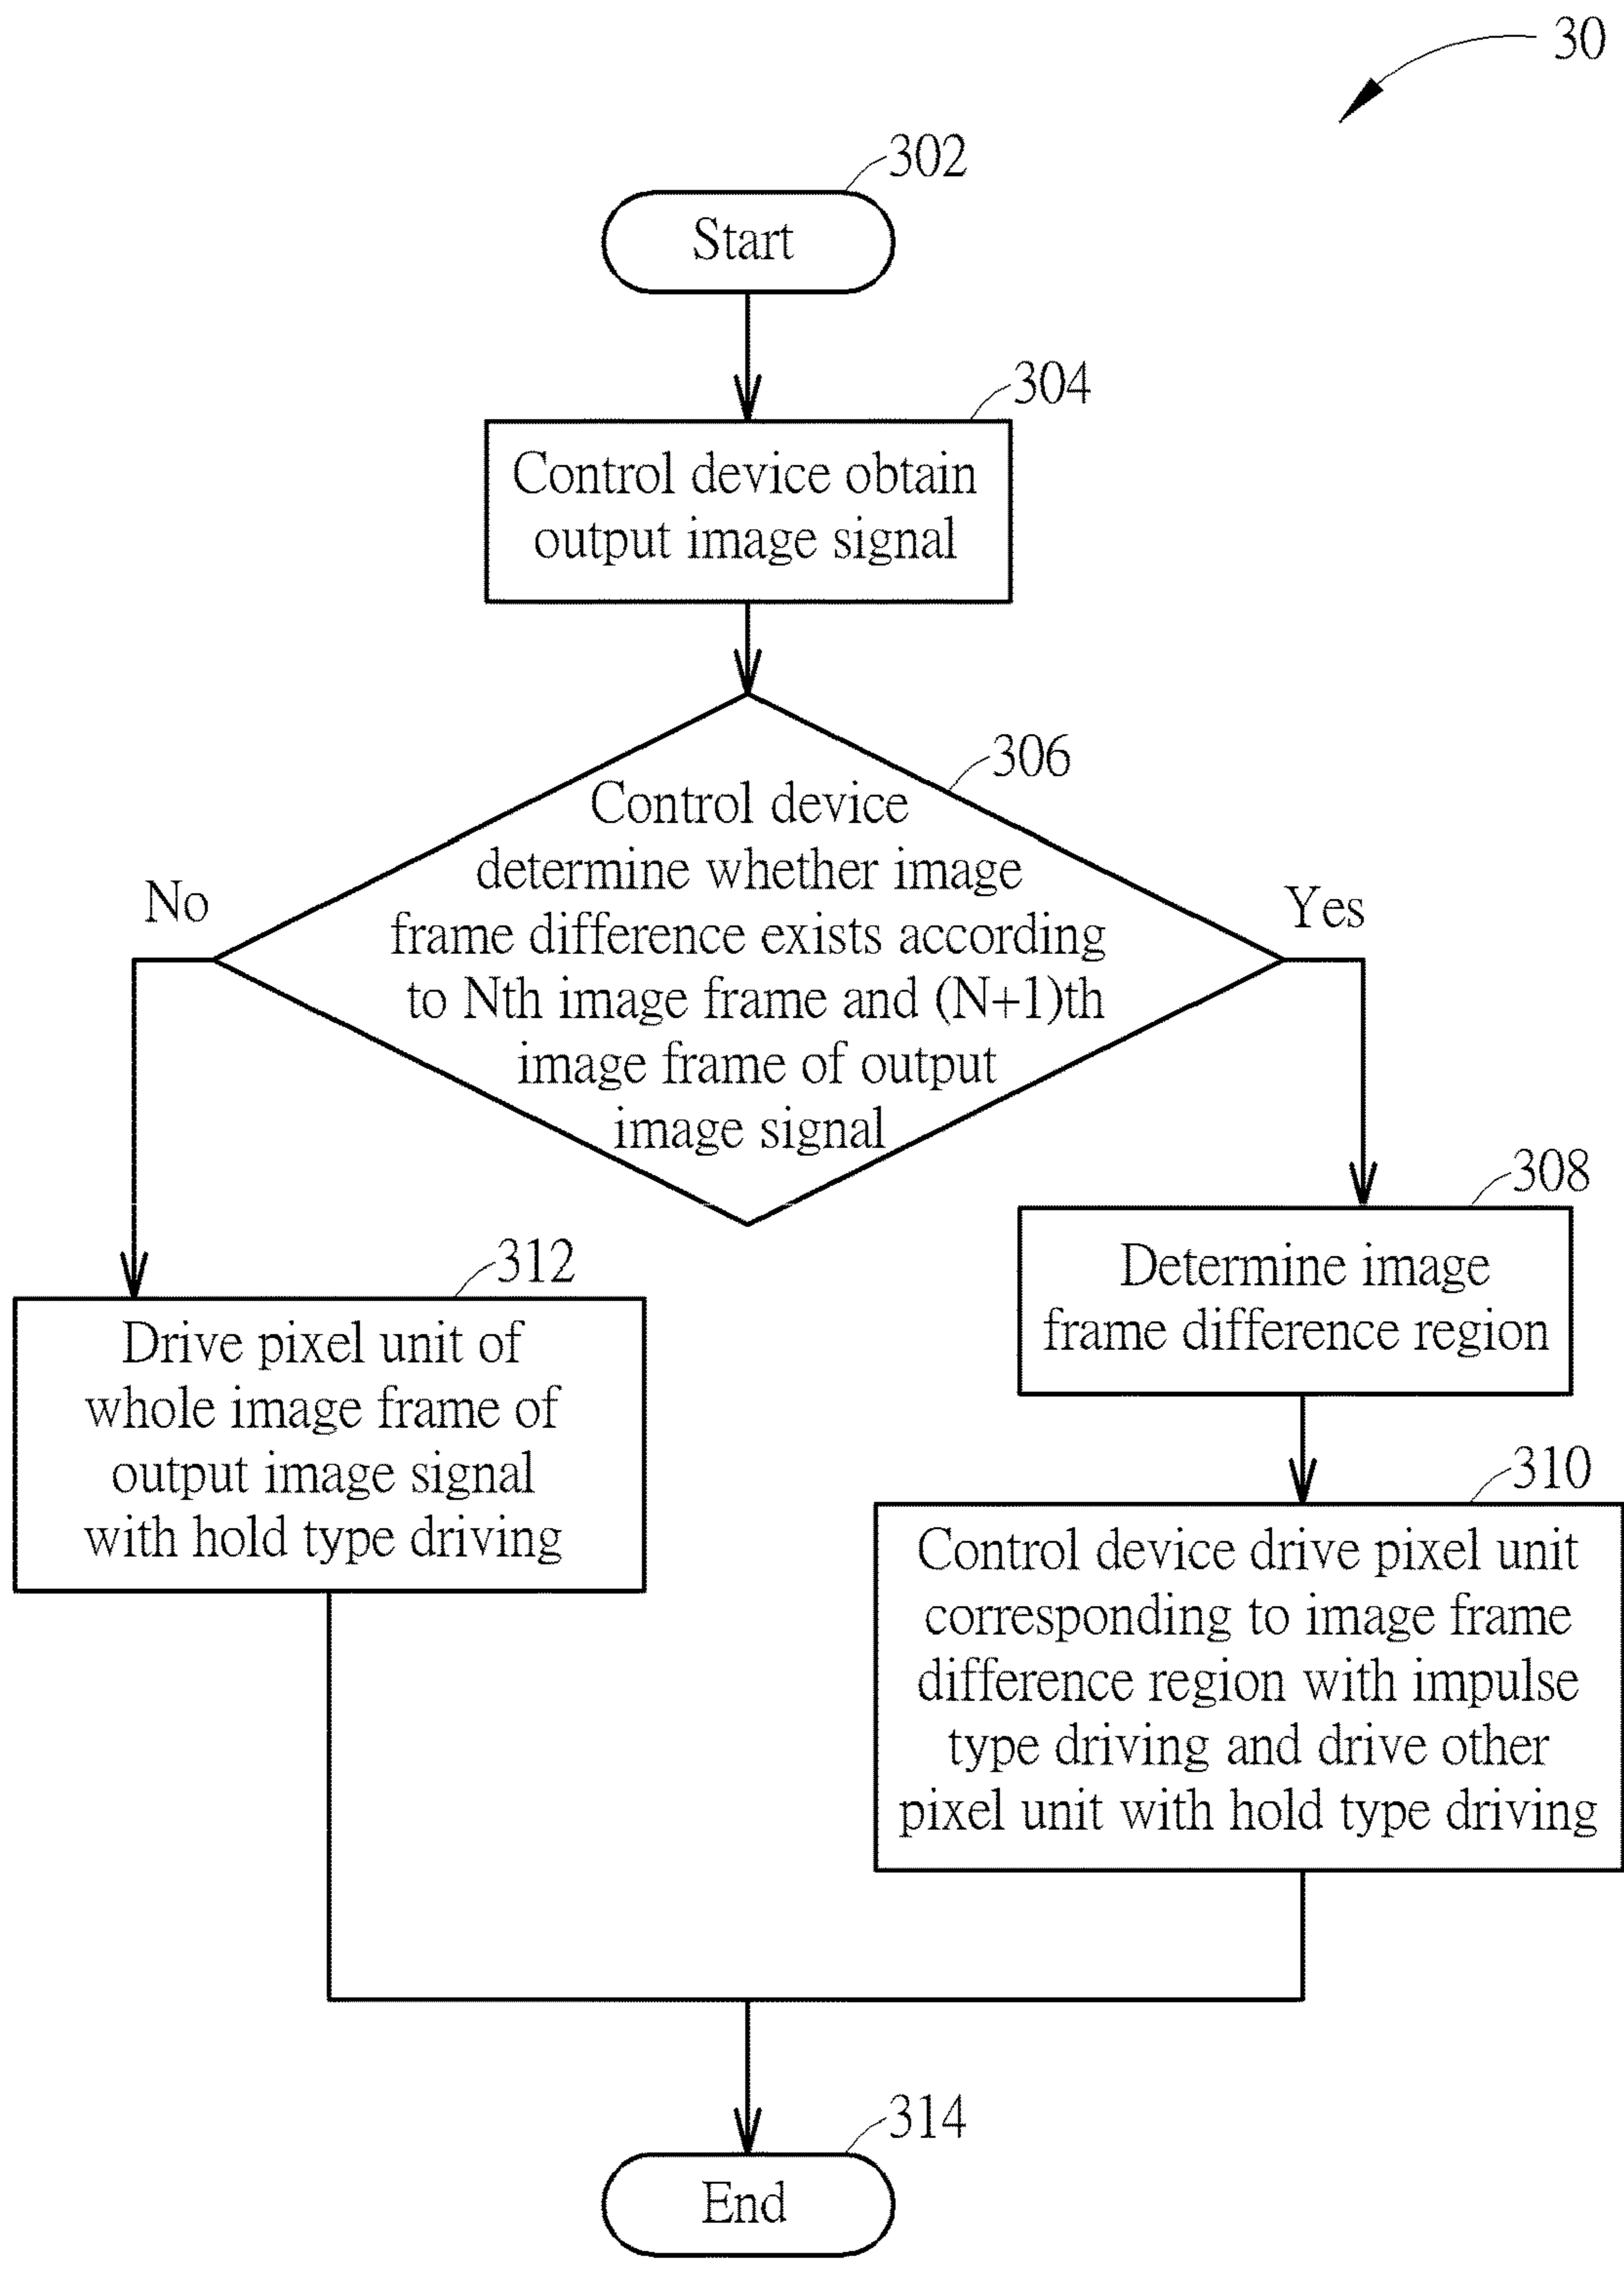 30
302
Start
304
Control device obtain
output image signal
306
Control device
determine whether image
frame difference exists according
to Nth image frame and (N+1)th
image frame of output
image signal
No
Yes
308
Determine image
frame difference region
312
Drive pixel unit of
whole image frame of
output image signal
with hold type driving
310
Control device drive pixel unit
corresponding to image frame
difference region with impulse
type driving and drive other
pixel unit with hold type driving
314
End